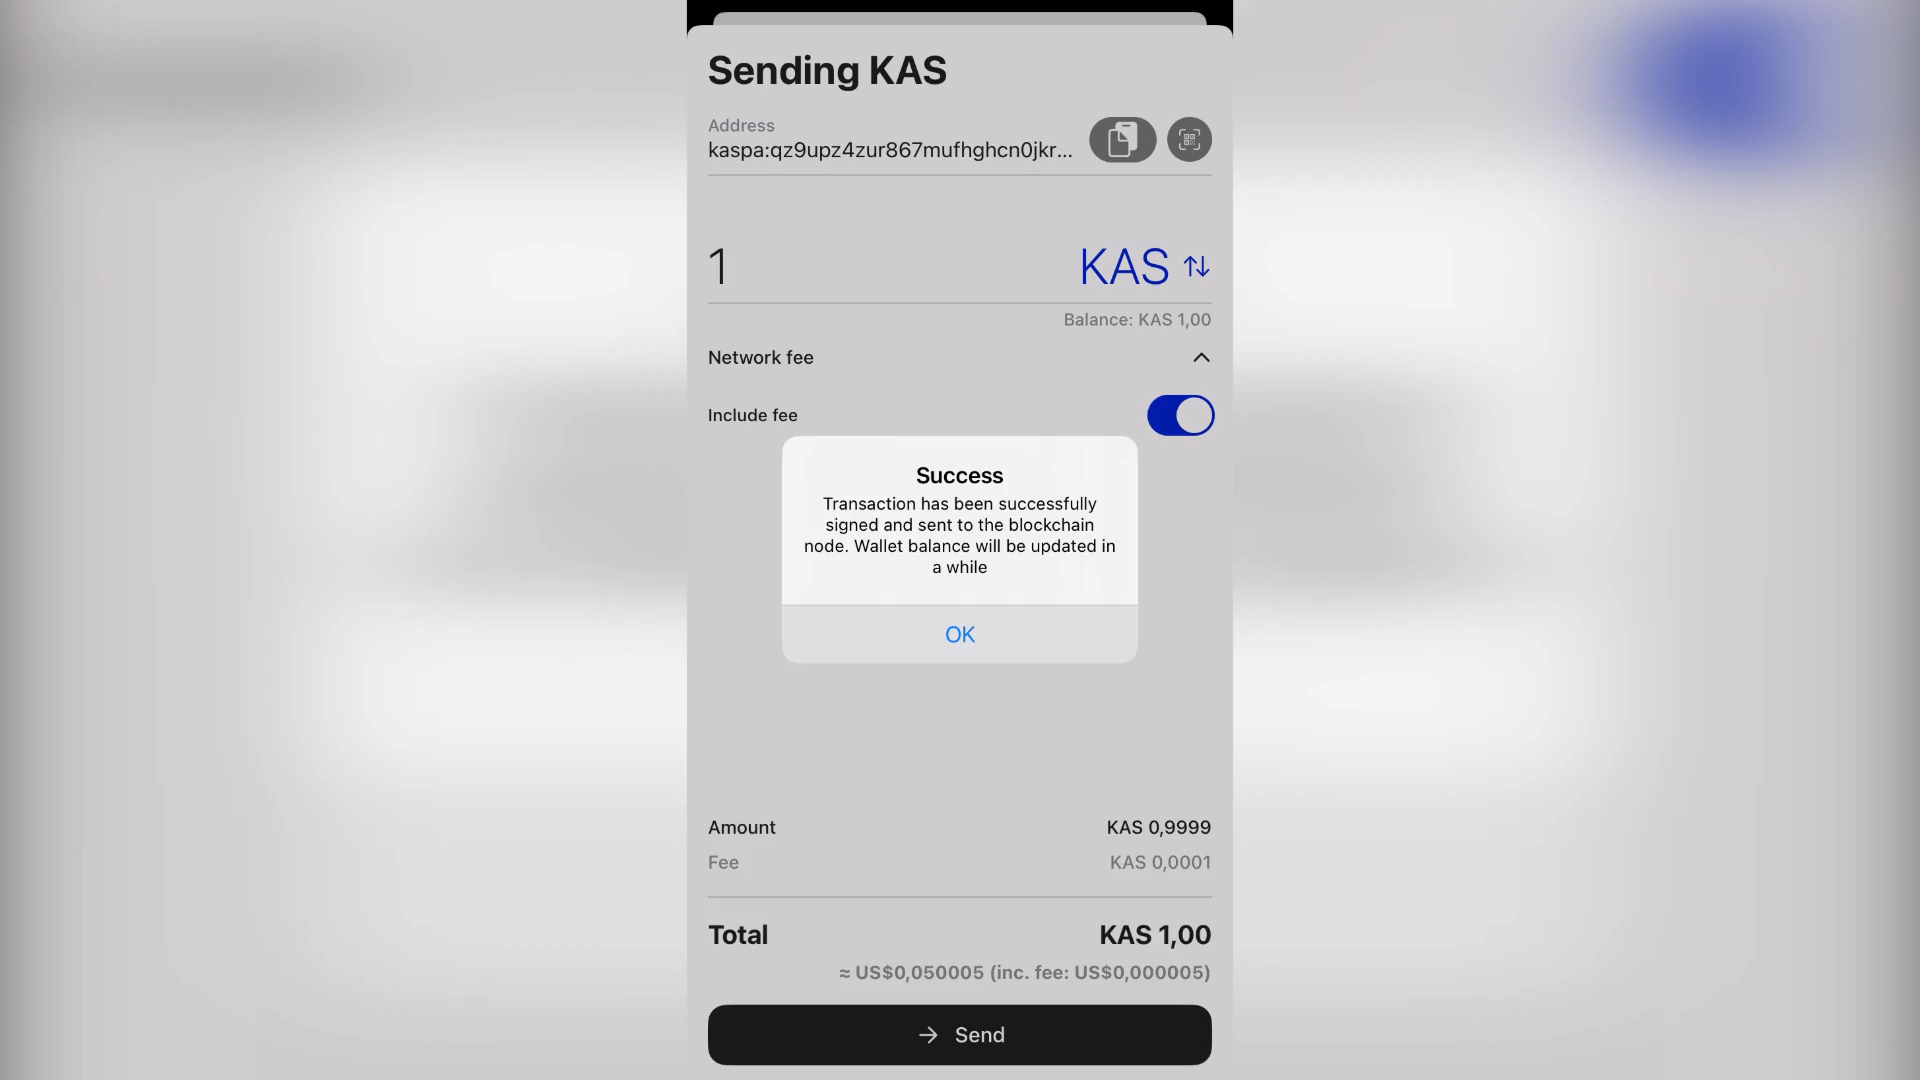 Sending KAS
Address
kaspa:qz9upz4zur867mufhghcn0jkr...
1
KAS
Balance: KAS 1,00
Network fee
Include fee
Success
Transaction has been successfully
signed and sent to the blockchain
node. Wallet balance will be updated in
a while
OK
Amount
KAS 0,9999
Fee
KAS 0,0001
Total
KAS 1,00
≈ US$0,050005 (inc. fee: US$0,000005)
Send